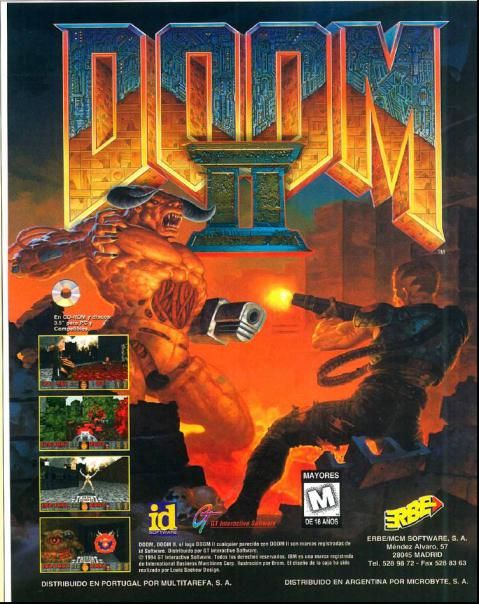 DOOM
II
TM
En CD-ROM y discos
3.5" para PC y
Compatibles.
MAYORES
M
DE 18 AÑOS
id
SOFTWARE
GT Interactive Software
ERBE
DOOM, DOOM II, el logo DOOM II cualquier parecido con DOOM II son marcas registradas de
id Software. Distribuido por GT Interactive Software.
© 1994 GT Interactive Software. Todos los derechos reservados. IBM es una marca registrada
de International Business Machines Corp. Ilustración por Brom. El diseño de la caja ha sido
realizado por Louis Saekow Design.
ERBE/MCM SOFTWARE, S. A.
Méndez Alvaro, 57
28045 MADRID
Tel. 528 98 72 - Fax 528 83 63
DISTRIBUIDO EN PORTUGAL POR MULTITAREFA, S. A.
DISTRIBUIDO EN ARGENTINA POR MICROBYTE, S. A.